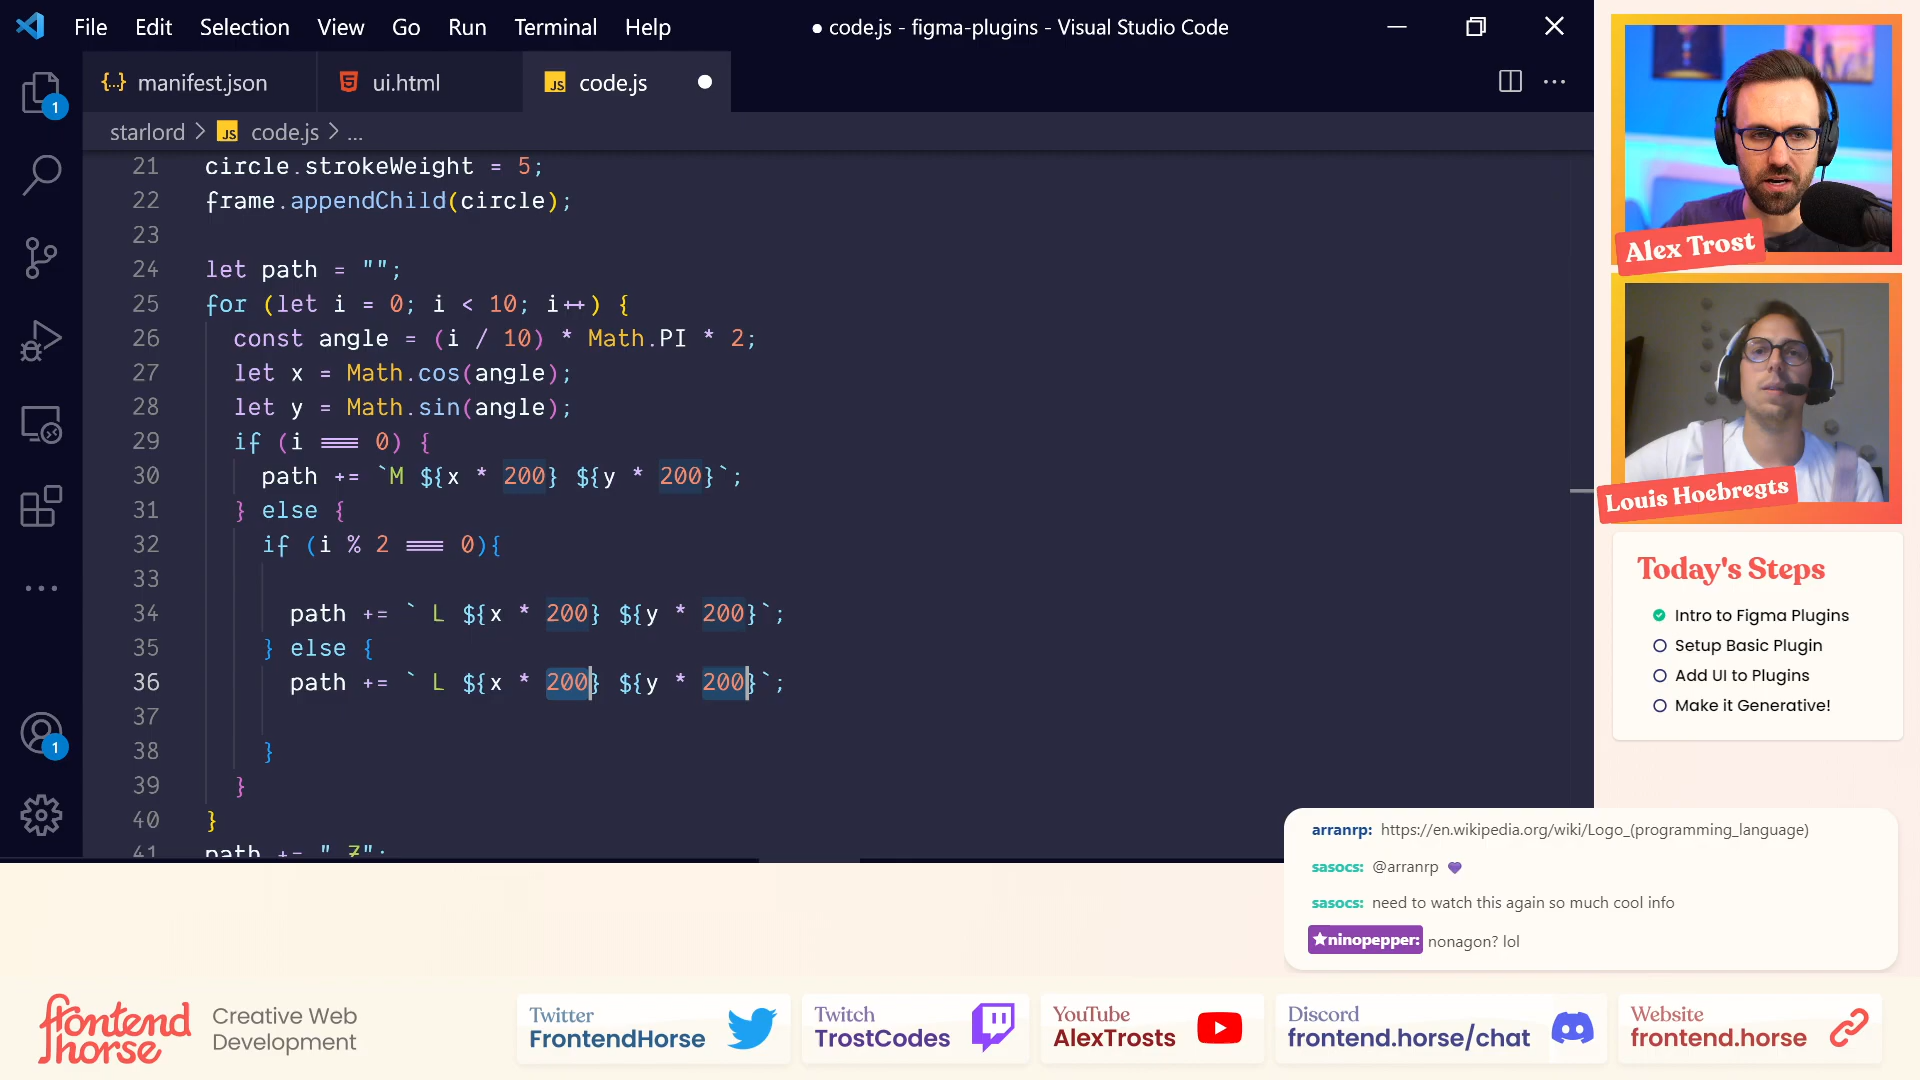 File Edit Selection View Go Run Terminal Help
● code.js - figma-plugins - Visual Studio Code
manifest.json
ui.html
JS code.js
starlord > JS code.js > ...
21 circle.strokeWeight = 5;
22 frame.appendChild(circle);
23
24 let path = "";
25 for (let i = 0; i < 10; i++) {
26 const angle = (i / 10) * Math.PI * 2;
27 let x = Math.cos(angle);
28 let y = Math.sin(angle);
29 if (i === 0) {
30 path += `M ${x * 200} ${y * 200}`;
31 } else {
32 if (i % 2 === 0){
33
34 path += ` L ${x * 200} ${y * 200}`;
35 } else {
36 path += ` L ${x * 200} ${y * 200}`;
37
38 }
39 }
40 }
41 path += " Z";
1
1
Alex Trost
Louis Hoebregts
Today's Steps
Intro to Figma Plugins
Setup Basic Plugin
Add UI to Plugins
Make it Generative!
arranrp: https://en.wikipedia.org/wiki/Logo_(programming_language)
sasocs: @arranrp 💜
sasocs: need to watch this again so much cool info
★ninopepper: nonagon? lol
frontend
horse
Creative Web
Development
Twitter
FrontendHorse
Twitch
TrostCodes
YouTube
AlexTrosts
Discord
frontend.horse/chat
Website
frontend.horse